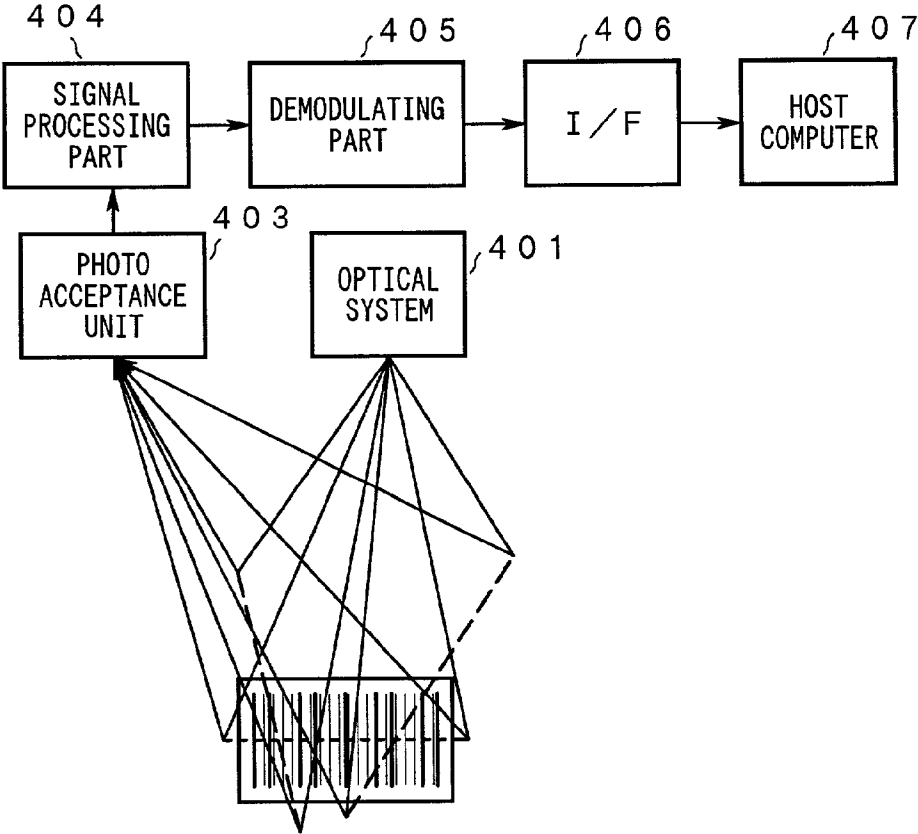 404
405
406
407
SIGNAL
PROCESSING
PART
DEMODULATING
PART
I/F
HOST
COMPUTER
403
401
PHOTO
ACCEPTANCE
UNIT
OPTICAL
SYSTEM